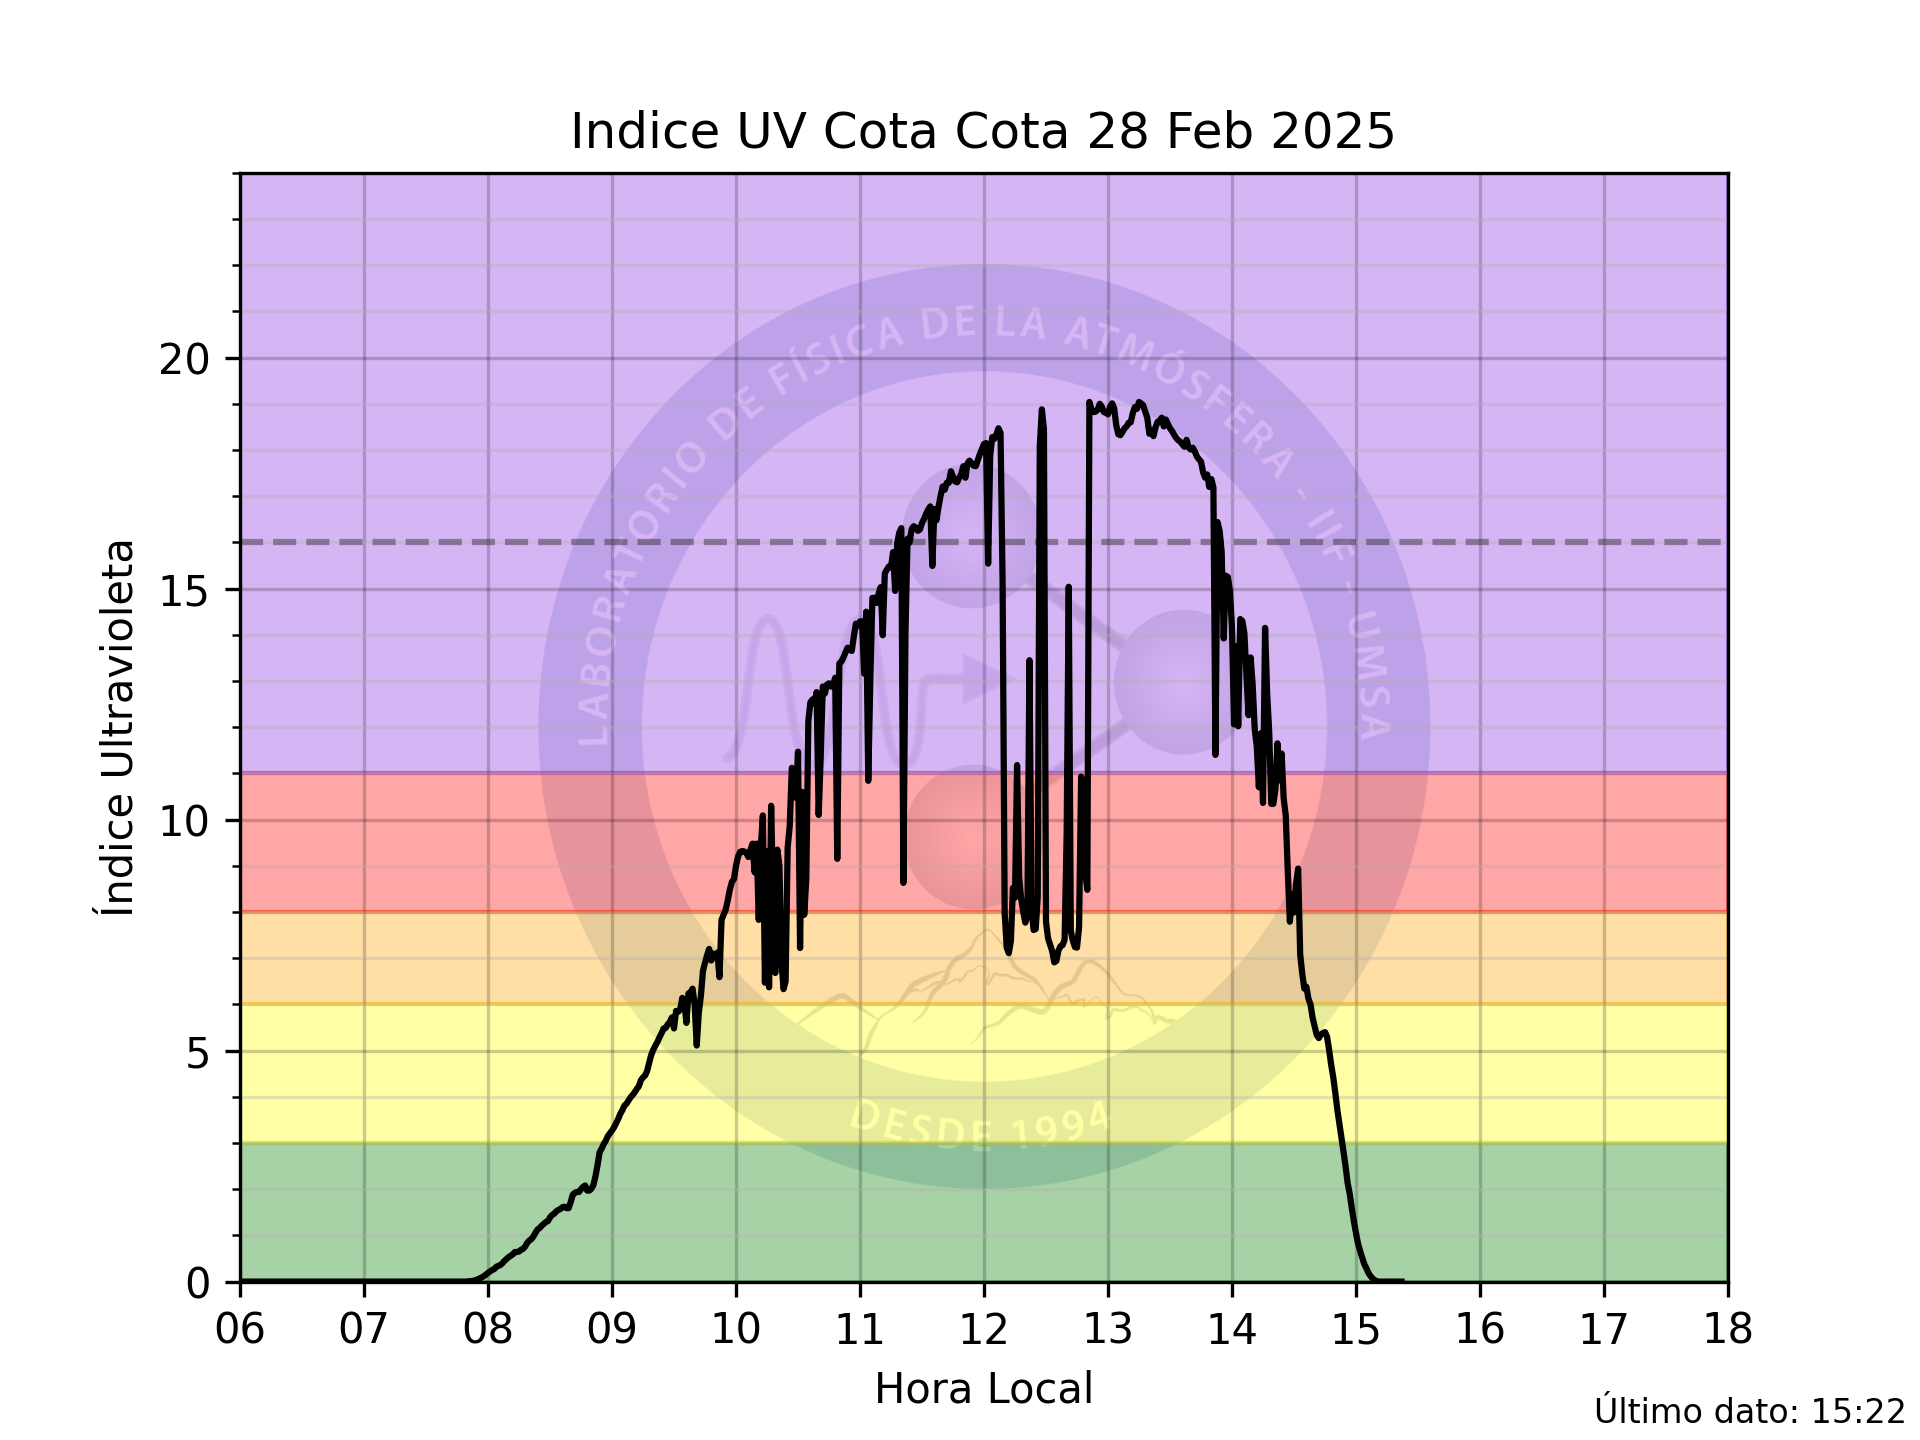 Indice UV Cota Cota 28 Feb 2025
Índice Ultravioleta
20
15
10
5
0
LABORATORIO DE FÍSICA DE LA ATMÓSFERA - IIF - UMSA
DESDE 1994
06 07 08 09 10 11 12 13 14 15 16 17 18
Hora Local
Último dato: 15:22